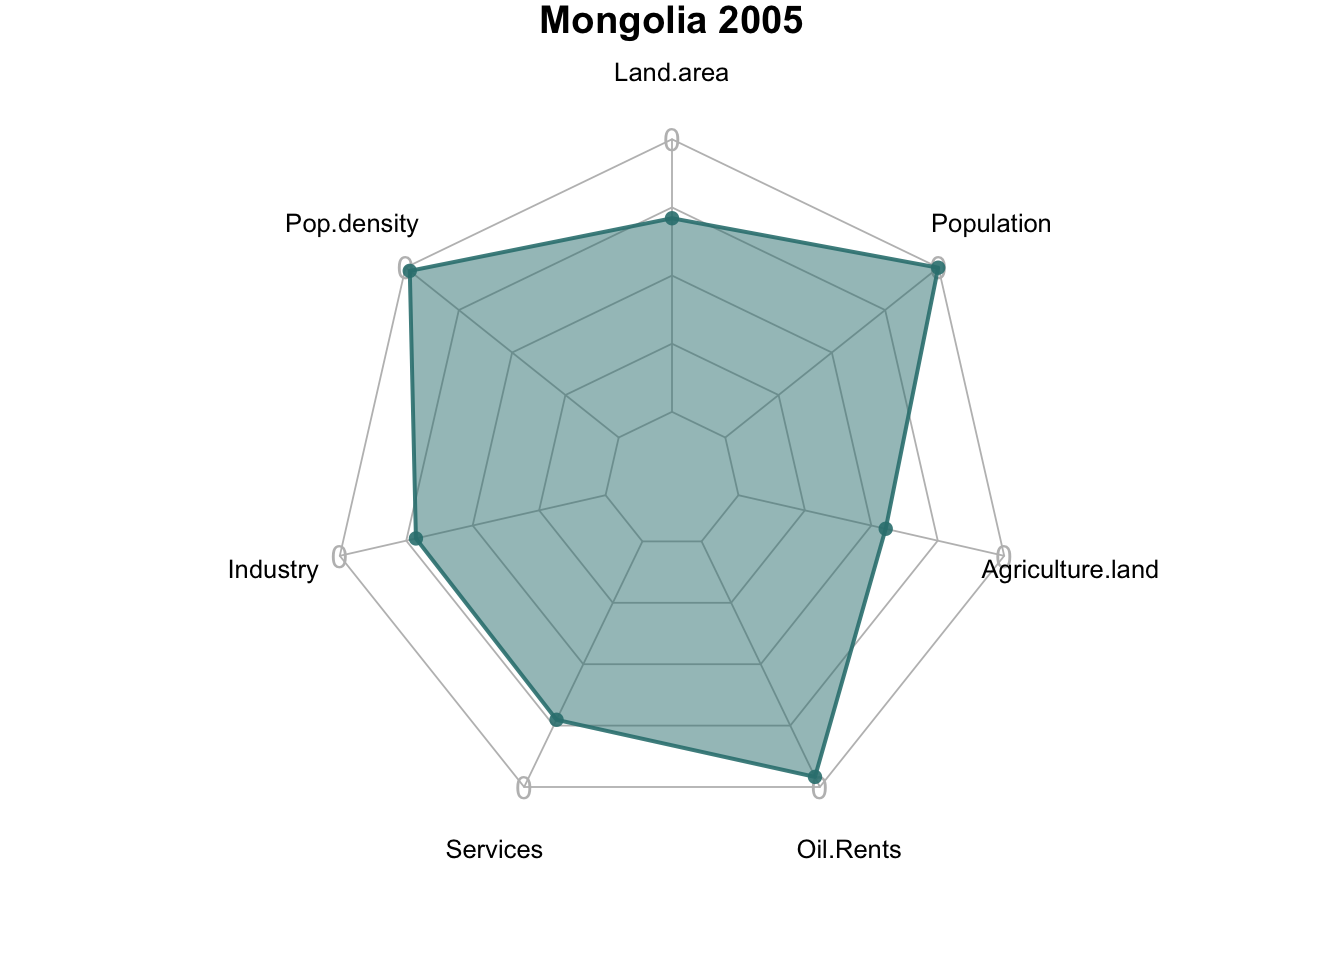 Mongolia 2005
Land.area
0
Pop.density
Population
0
0
Industry
0
0
Agriculture.land
0
0
Services
Oil.Rents